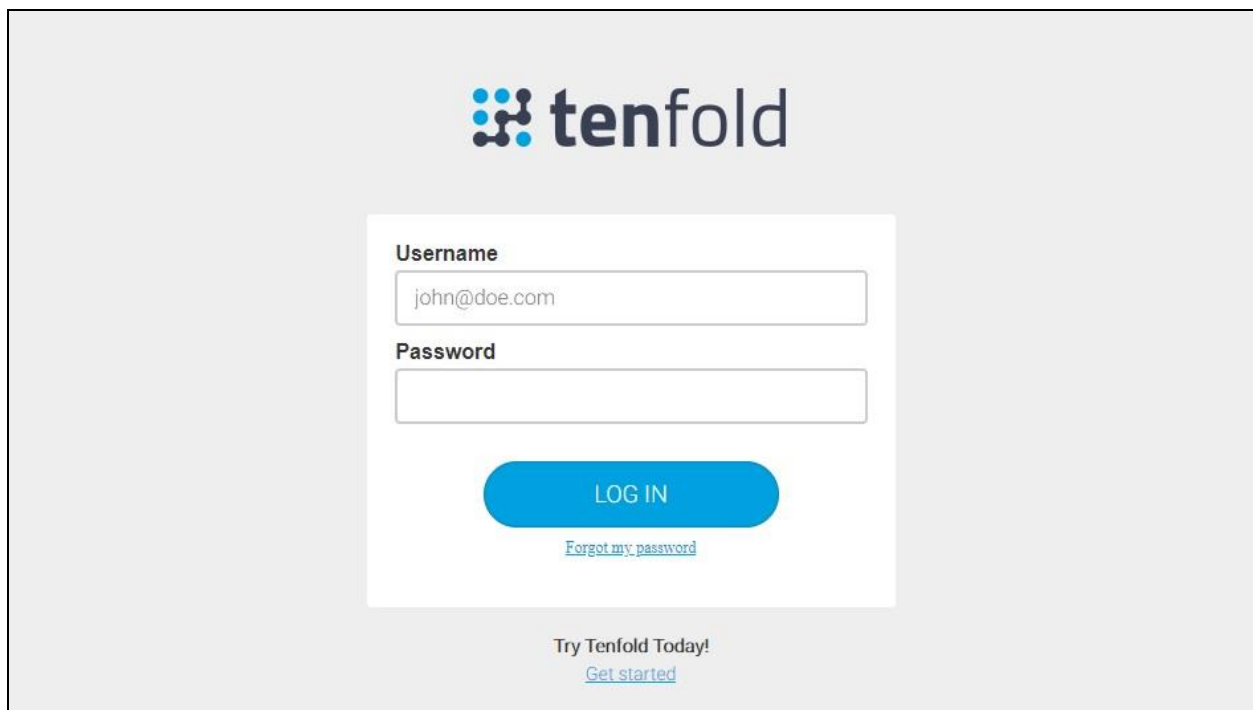 tenfold
Username
john@doe.com
Password
LOG IN
Forgot my password
Try Tenfold Today!
Get started